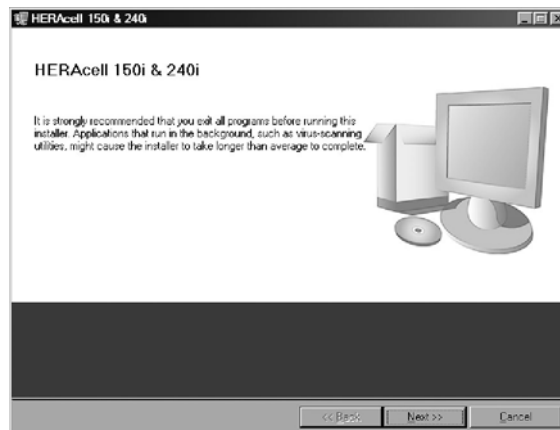 HERAcell 150i & 240i
HERAcell 150i & 240i
It is strongly recommended that you exit all programs before running this
installer. Applications that run in the background, such as virus-scanning
utilities, might cause the installer to take longer than average to complete.
<< Back Next >> Cancel